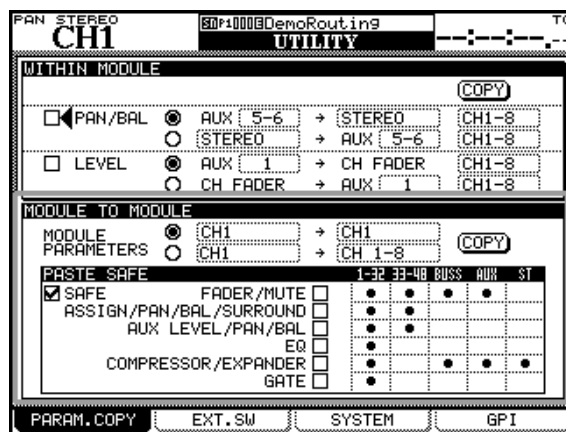 PAN STEREO
CH1
P1 DemoRouting
UTILITY
TC
--:--:--.--
WITHIN MODULE
COPY
PAN/BAL AUX 5-6 → STEREO CH1-8
STEREO → AUX 5-6 CH1-8
LEVEL AUX 1 → CH FADER CH1-8
CH FADER → AUX 1 CH1-8
MODULE TO MODULE
MODULE PARAMETERS
CH1 → CH1
CH1 → CH 1-8
COPY
PASTE SAFE 1-32 33-48 BUSS AUX ST
SAFE FADER/MUTE
ASSIGN/PAN/BAL/SURROUND
AUX LEVEL/PAN/BAL
EQ
COMPRESSOR/EXPANDER
GATE
PARAM.COPY EXT.SW SYSTEM GPI